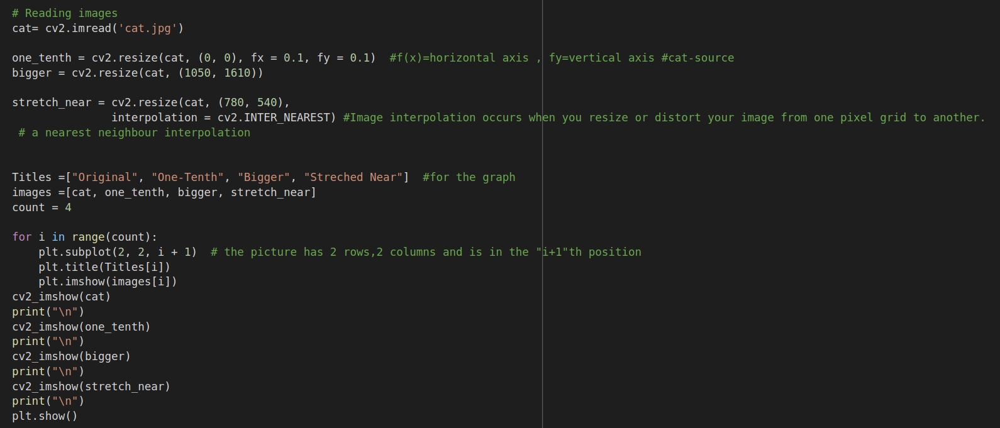 # Reading images
cat= cv2.imread('cat.jpg')
one_tenth = cv2.resize(cat, (0, 0), fx = 0.1, fy = 0.1)  #f(x)=horizontal axis , fy=vertical axis #cat-source
bigger = cv2.resize(cat, (1050, 1610))
stretch_near = cv2.resize(cat, (780, 540),
               interpolation = cv2.INTER_NEAREST) #Image interpolation occurs when you resize or distort your image from one pixel grid to another.
 # a nearest neighbour interpolation
Titles =["Original", "One-Tenth", "Bigger", "Streched Near"]  #for the graph
images =[cat, one_tenth, bigger, stretch_near]
count = 4
for i in range(count):
    plt.subplot(2, 2, i + 1)  # the picture has 2 rows,2 columns and is in the "i+1"th position
    plt.title(Titles[i])
    plt.imshow(images[i])
cv2_imshow(cat)
print("\n")
cv2_imshow(one_tenth)
print("\n")
cv2_imshow(bigger)
print("\n")
cv2_imshow(stretch_near)
print("\n")
plt.show()